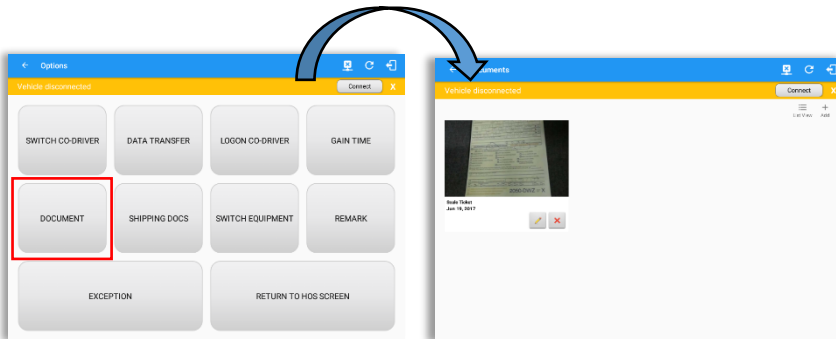 Options
Vehicle disconnected
Connect X
SWITCH CO-DRIVER DATA TRANSFER LOGON CO-DRIVER GAIN TIME
DOCUMENT SHIPPING DOCS SWITCH EQUIPMENT REMARK
EXCEPTION RETURN TO HOS SCREEN
uments
Vehicle disconnected
Connect X
List View Add
Scale Ticket
Jun 19, 2017